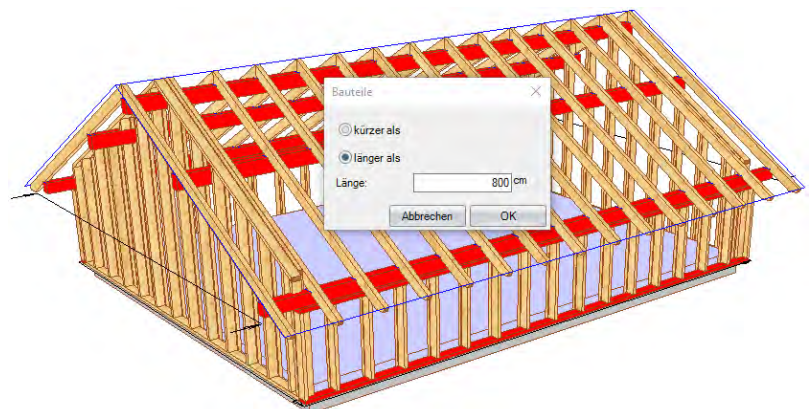 Bauteile
kürzer als
länger als
Länge: 800 cm
Abbrechen OK